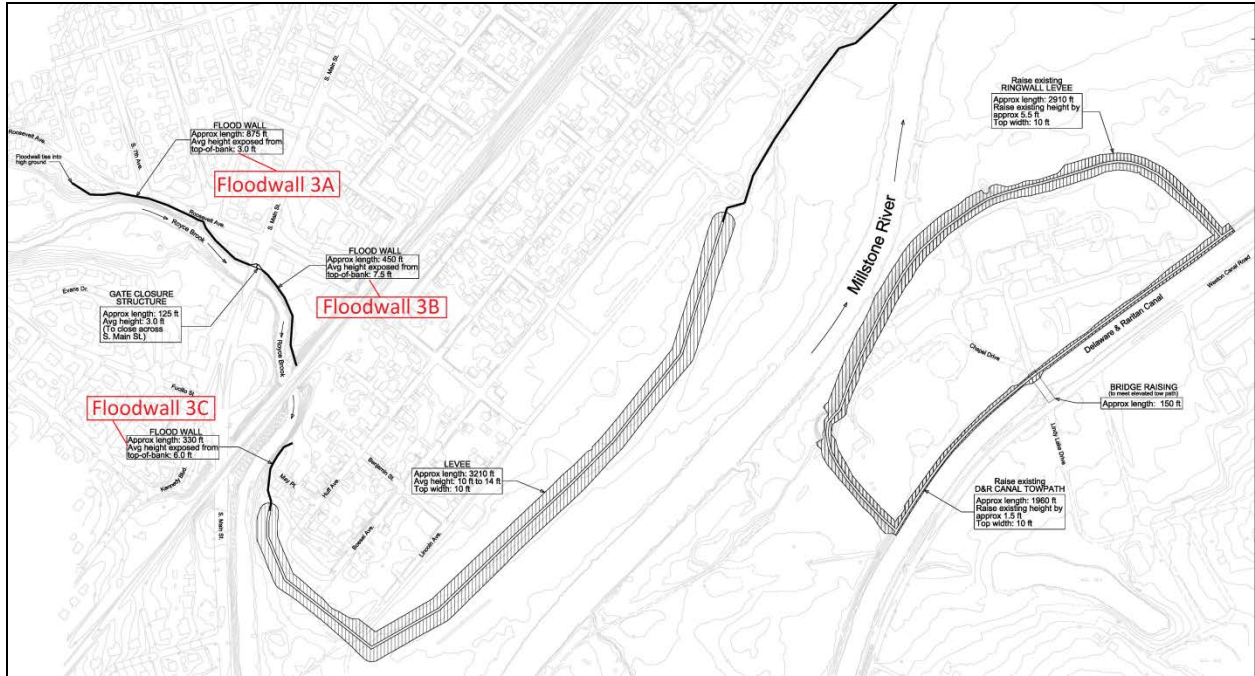 S. Main St.
Roosevelt Ave.
Floodwall ties into
high ground
S. 7th Ave.
FLOOD WALL
Approx length: 875 ft
Avg height exposed from
top-of-bank: 3.0 ft
Floodwall 3A
Roosevelt Ave.
Royce Brook
S. Main St.
FLOOD WALL
Approx length: 450 ft
Avg height exposed from
top-of-bank: 7.5 ft
Floodwall 3B
Evans Dr.
GATE CLOSURE
STRUCTURE
Approx length: 125 ft
Avg height: 3.0 ft
(To close across
S. Main St.)
Royce Brook
Fucillo St.
Floodwall 3C
FLOOD WALL
Approx length: 330 ft
Avg height exposed from
top-of-bank: 6.0 ft
Kennedy Blvd.
S. Main St.
May Pl.
Huff Ave.
Benjamin St.
Boesel Ave.
Lincoln Ave.
LEVEE
Approx length: 3210 ft
Avg height: 10 ft to 14 ft
Top width: 10 ft
Millstone River
Raise existing
RINGWALL LEVEE
Approx length: 2910 ft
Raise existing height by
approx 5.5 ft
Top width: 10 ft
Weston Canal Road
Delaware & Raritan Canal
Chapel Drive
BRIDGE RAISING
(to meet elevated tow path)
Approx length: 150 ft
Lindy Lake Drive
Raise existing
D&R CANAL TOWPATH
Approx length: 1960 ft
Raise existing height by
approx 1.5 ft
Top width: 10 ft